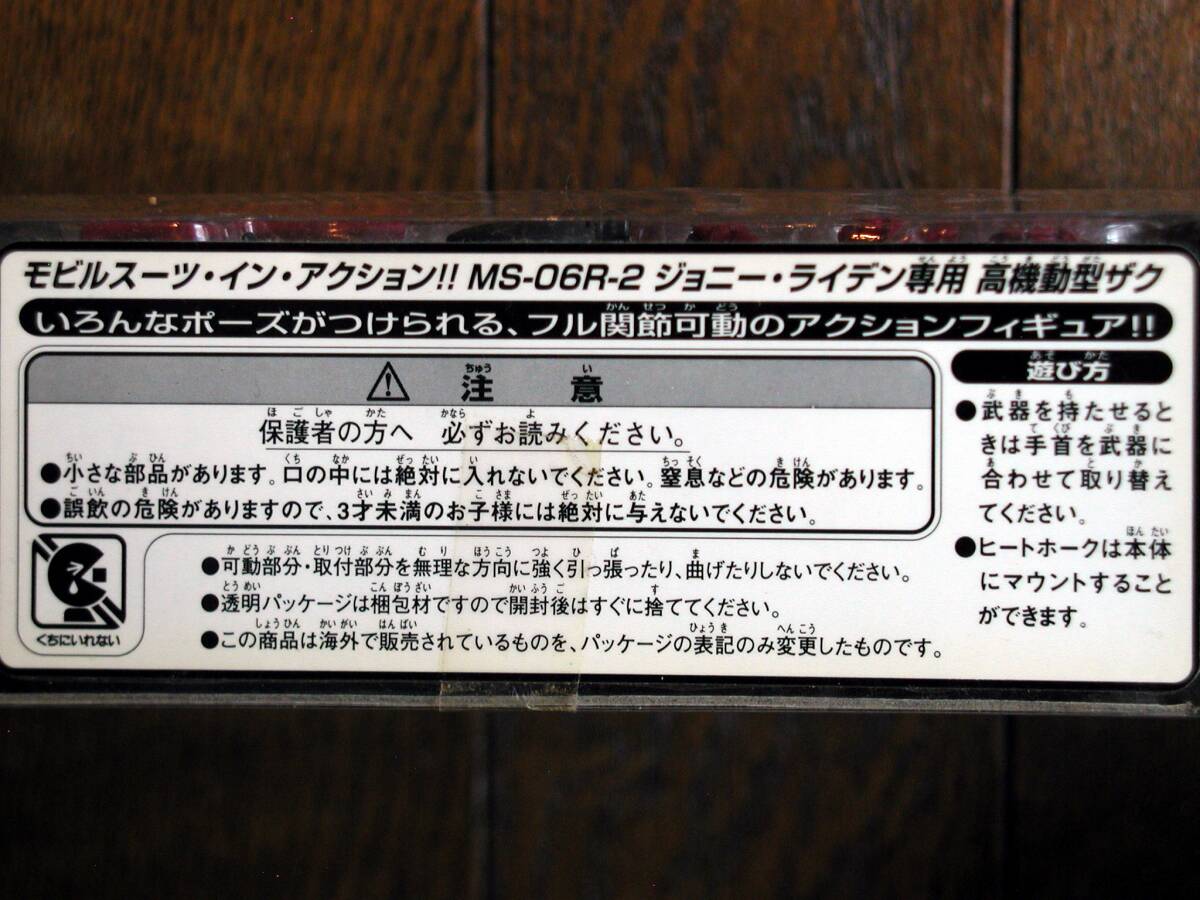 モビルスーツ・イン・アクション!! MS-06R-2 ジョニー・ライデン専用 高機動型ザク
いろんなポーズがつけられる、フル関節可動のアクションフィギュア!!
注意
保護者の方へ 必ずお読みください。
●小さな部品があります。口の中には絶対に入れないでください。窒息などの危険があります。
●誤飲の危険がありますので、3才未満のお子様には絶対に与えないでください。
くちにいれない
●可動部分・取付部分を無理な方向に強く引っ張ったり、曲げたりしないでください。
●透明パッケージは梱包材ですので開封後はすぐに捨ててください。
●この商品は海外で販売されているものを、パッケージの表記のみ変更したものです。
遊び方
●武器を持たせると
きは手首を武器に
合わせて取り替え
てください。
●ヒートホークは本体
にマウントすること
ができます。